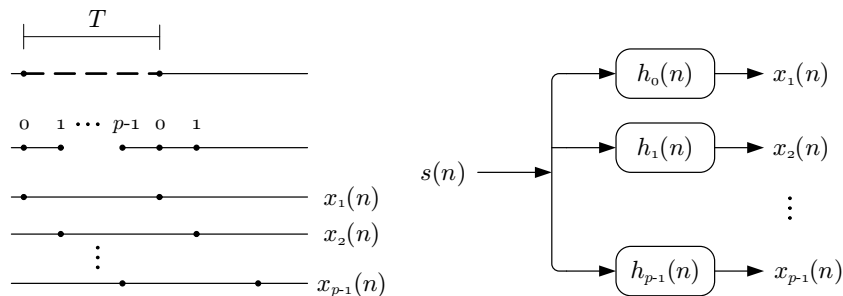 T
0 1 ··· p-1 0 1
x₁(n)
x₂(n)
⋮
xₚ₋₁(n)
s(n)
h₀(n) x₁(n)
h₁(n) x₂(n)
⋮
hₚ₋₁(n) xₚ₋₁(n)